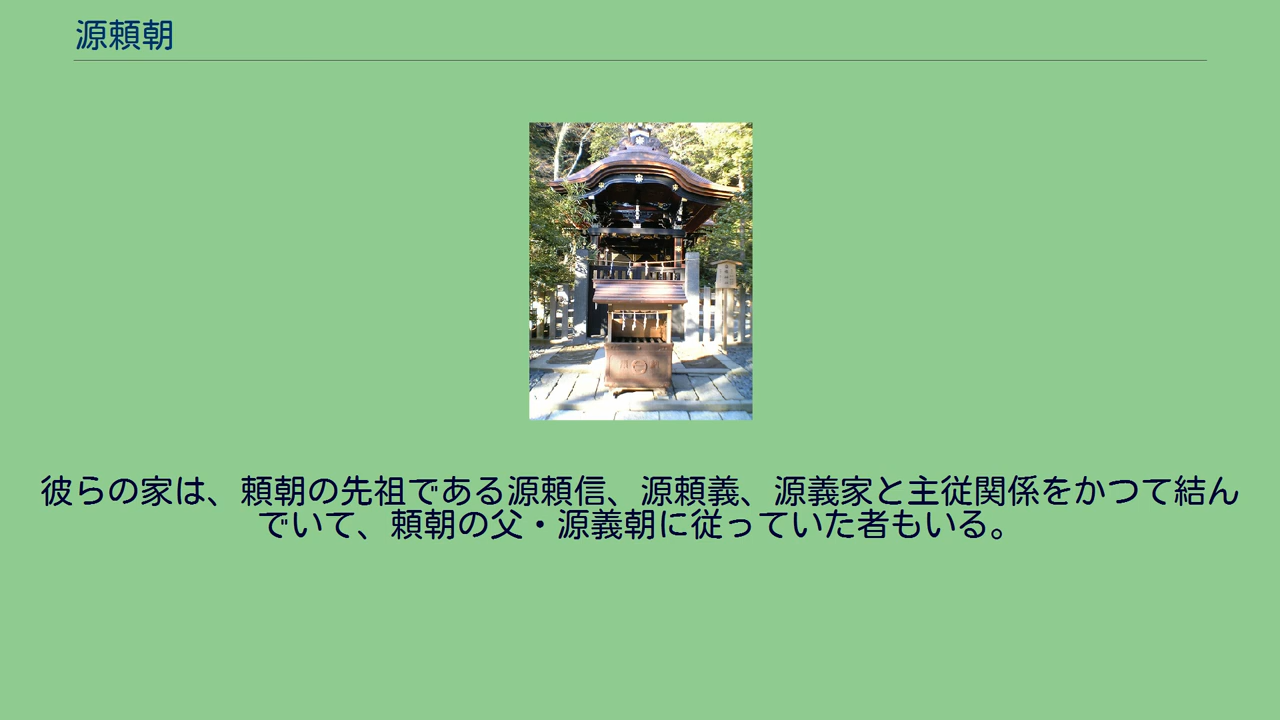 源頼朝
彼らの家は、頼朝の先祖である源頼信、源頼義、源義家と主従関係をかつて結ん
でいて、頼朝の父・源義朝に従っていた者もいる。